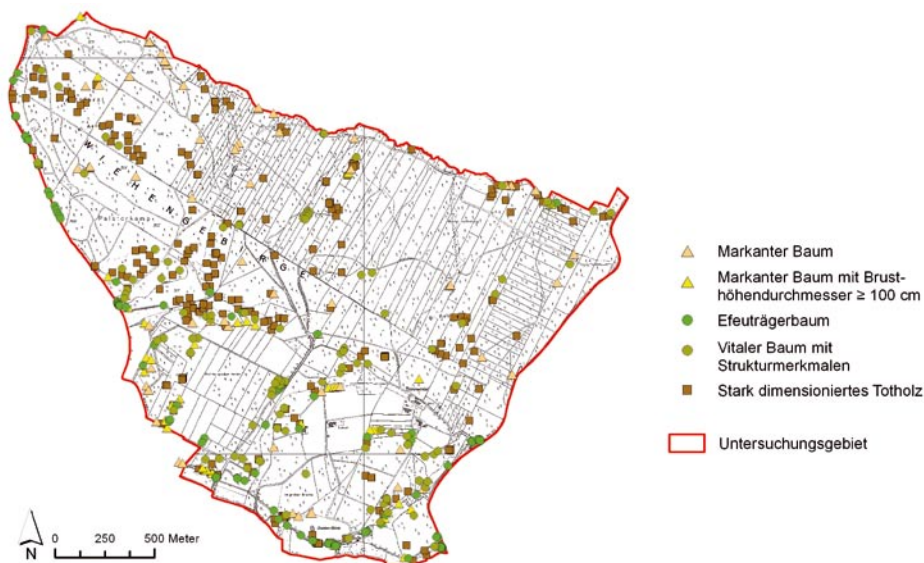 WIEHENGEBIRGE
Markanter Baum
Markanter Baum mit Brust-
höhendurchmesser ≥ 100 cm
Efeuträgerbaum
Vitaler Baum mit
Strukturmerkmalen
Stark dimensioniertes Totholz
Untersuchungsgebiet
N
0 250 500 Meter